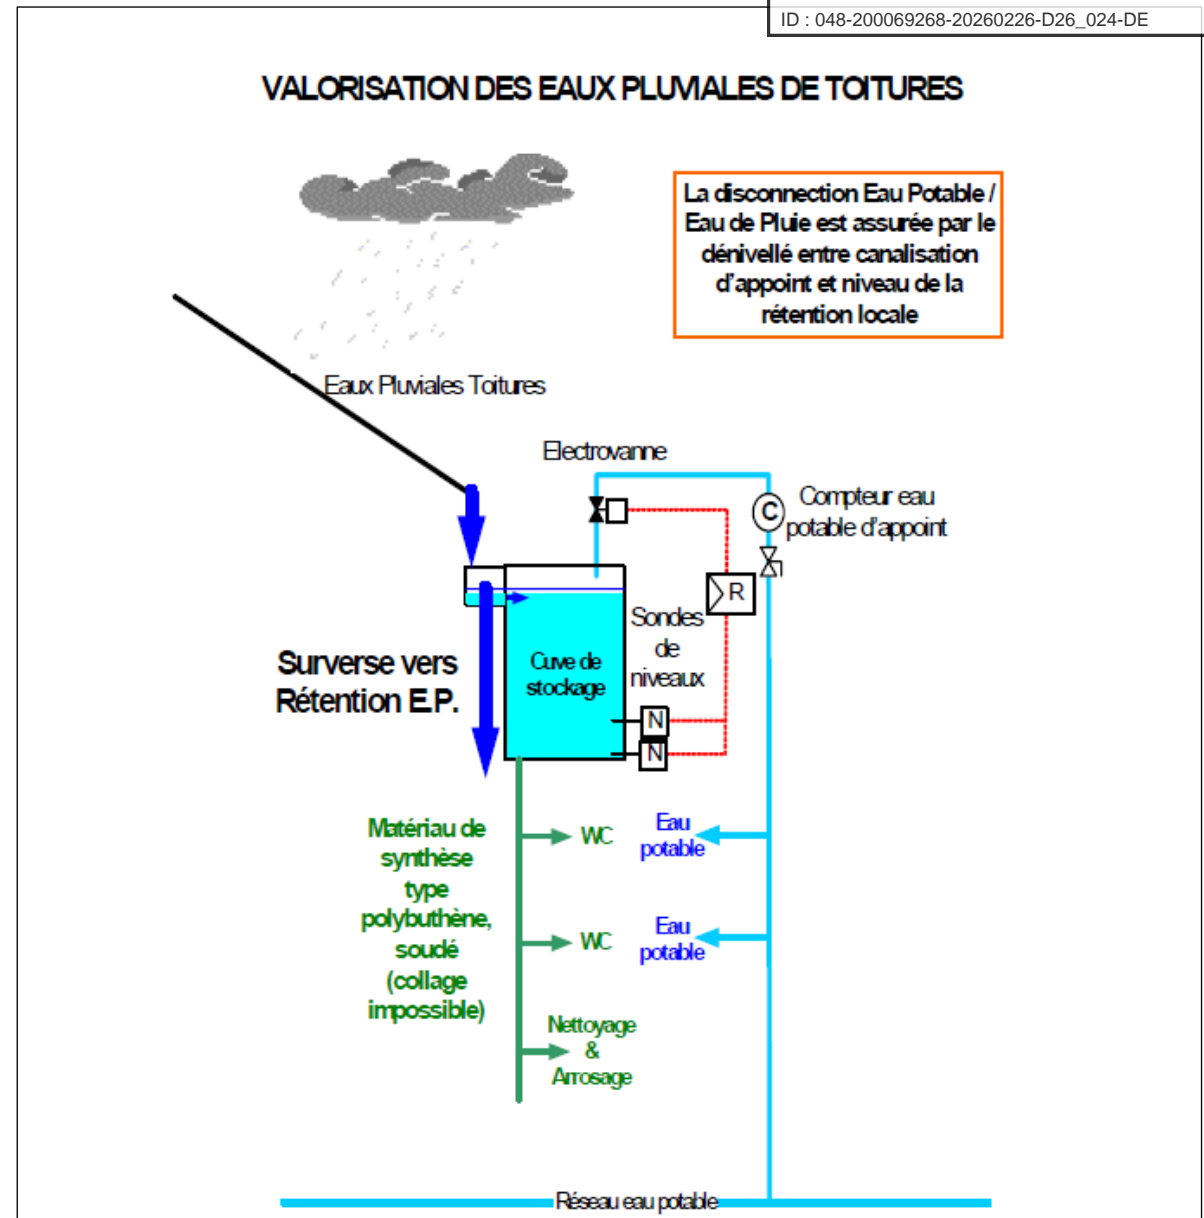 ID : 048-200069268-20260226-D26_024-DE
VALORISATION DES EAUX PLUVIALES DE TOITURES
La disconnection Eau Potable /
Eau de Pluie est assurée par le
dénivellé entre canalisation
d'appoint et niveau de la
rétention locale
Eaux Pluviales Toitures
Electrovanne
Compteur eau
potable d'appoint
C
R
Sondes
de
niveaux
Cuve de
stockage
N
N
Surverse vers
Rétention E.P.
Matériau de
synthèse
type
polybuthène,
soudé
(collage
impossible)
WC
Eau
potable
WC
Eau
potable
Nettoyage
&
Arrosage
Réseau eau potable